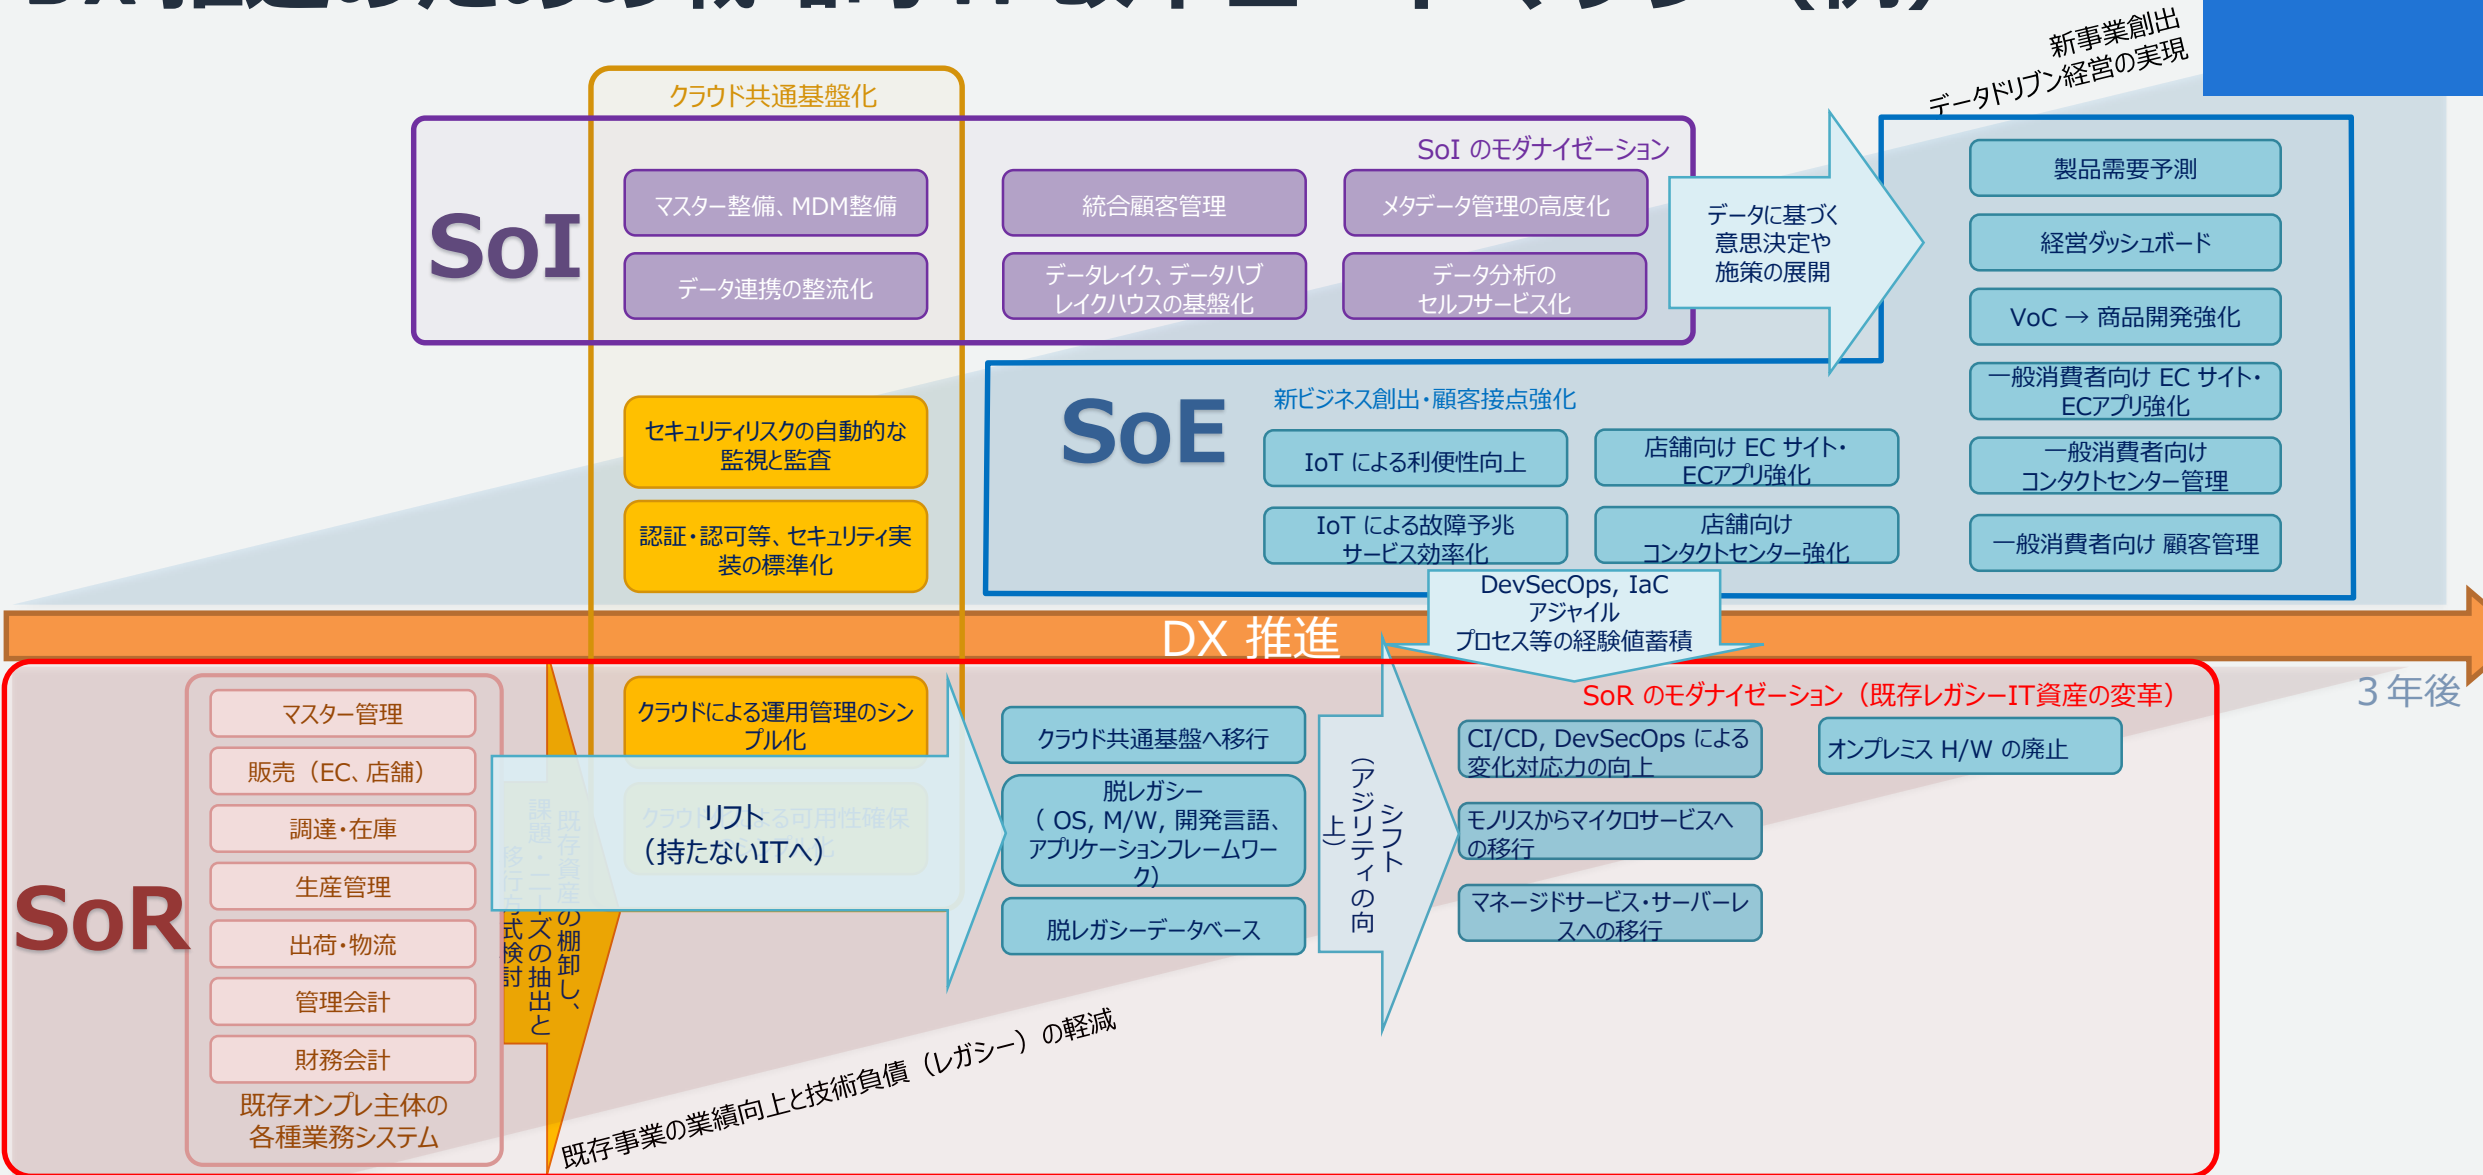 新事業創出
データドリブン経営の実現
クラウド共通基盤化
SoI のモダナイゼーション
SoI
マスター整備、MDM整備
統合顧客管理
メタデータ管理の高度化
データ連携の整流化
データレイク、データハブ
レイクハウスの基盤化
データ分析の
セルフサービス化
データに基づく
意思決定や
施策の展開
製品需要予測
経営ダッシュボード
VoC → 商品開発強化
一般消費者向け EC サイト・
ECアプリ強化
一般消費者向け
コンタクトセンター管理
一般消費者向け 顧客管理
セキュリティリスクの自動的な
監視と監査
認証・認可等、セキュリティ実
装の標準化
SoE
新ビジネス創出・顧客接点強化
IoT による利便性向上
店舗向け EC サイト・
ECアプリ強化
IoT による故障予兆
サービス効率化
店舗向け
コンタクトセンター強化
DevSecOps, IaC
アジャイル
プロセス等の経験値蓄積
DX 推進
3年後
SoR のモダナイゼーション（既存レガシーIT資産の変革）
SoR
マスター管理
販売（EC、店舗）
調達・在庫
生産管理
出荷・物流
管理会計
財務会計
既存オンプレ主体の
各種業務システム
既存資産の棚卸し、
課題・ニーズの抽出と
移行方式検討
クラウドによる運用管理のシン
プル化
リフト
（持たないITへ）
クラウド共通基盤へ移行
脱レガシー
（ OS, M/W, 開発言語、
アプリケーションフレームワー
ク）
脱レガシーデータベース
シフト
（アジリティの向
上）
CI/CD, DevSecOps による
変化対応力の向上
モノリスからマイクロサービスへ
の移行
マネージドサービス・サーバーレ
スへの移行
オンプレミス H/W の廃止
既存事業の業績向上と技術負債（レガシー）の軽減